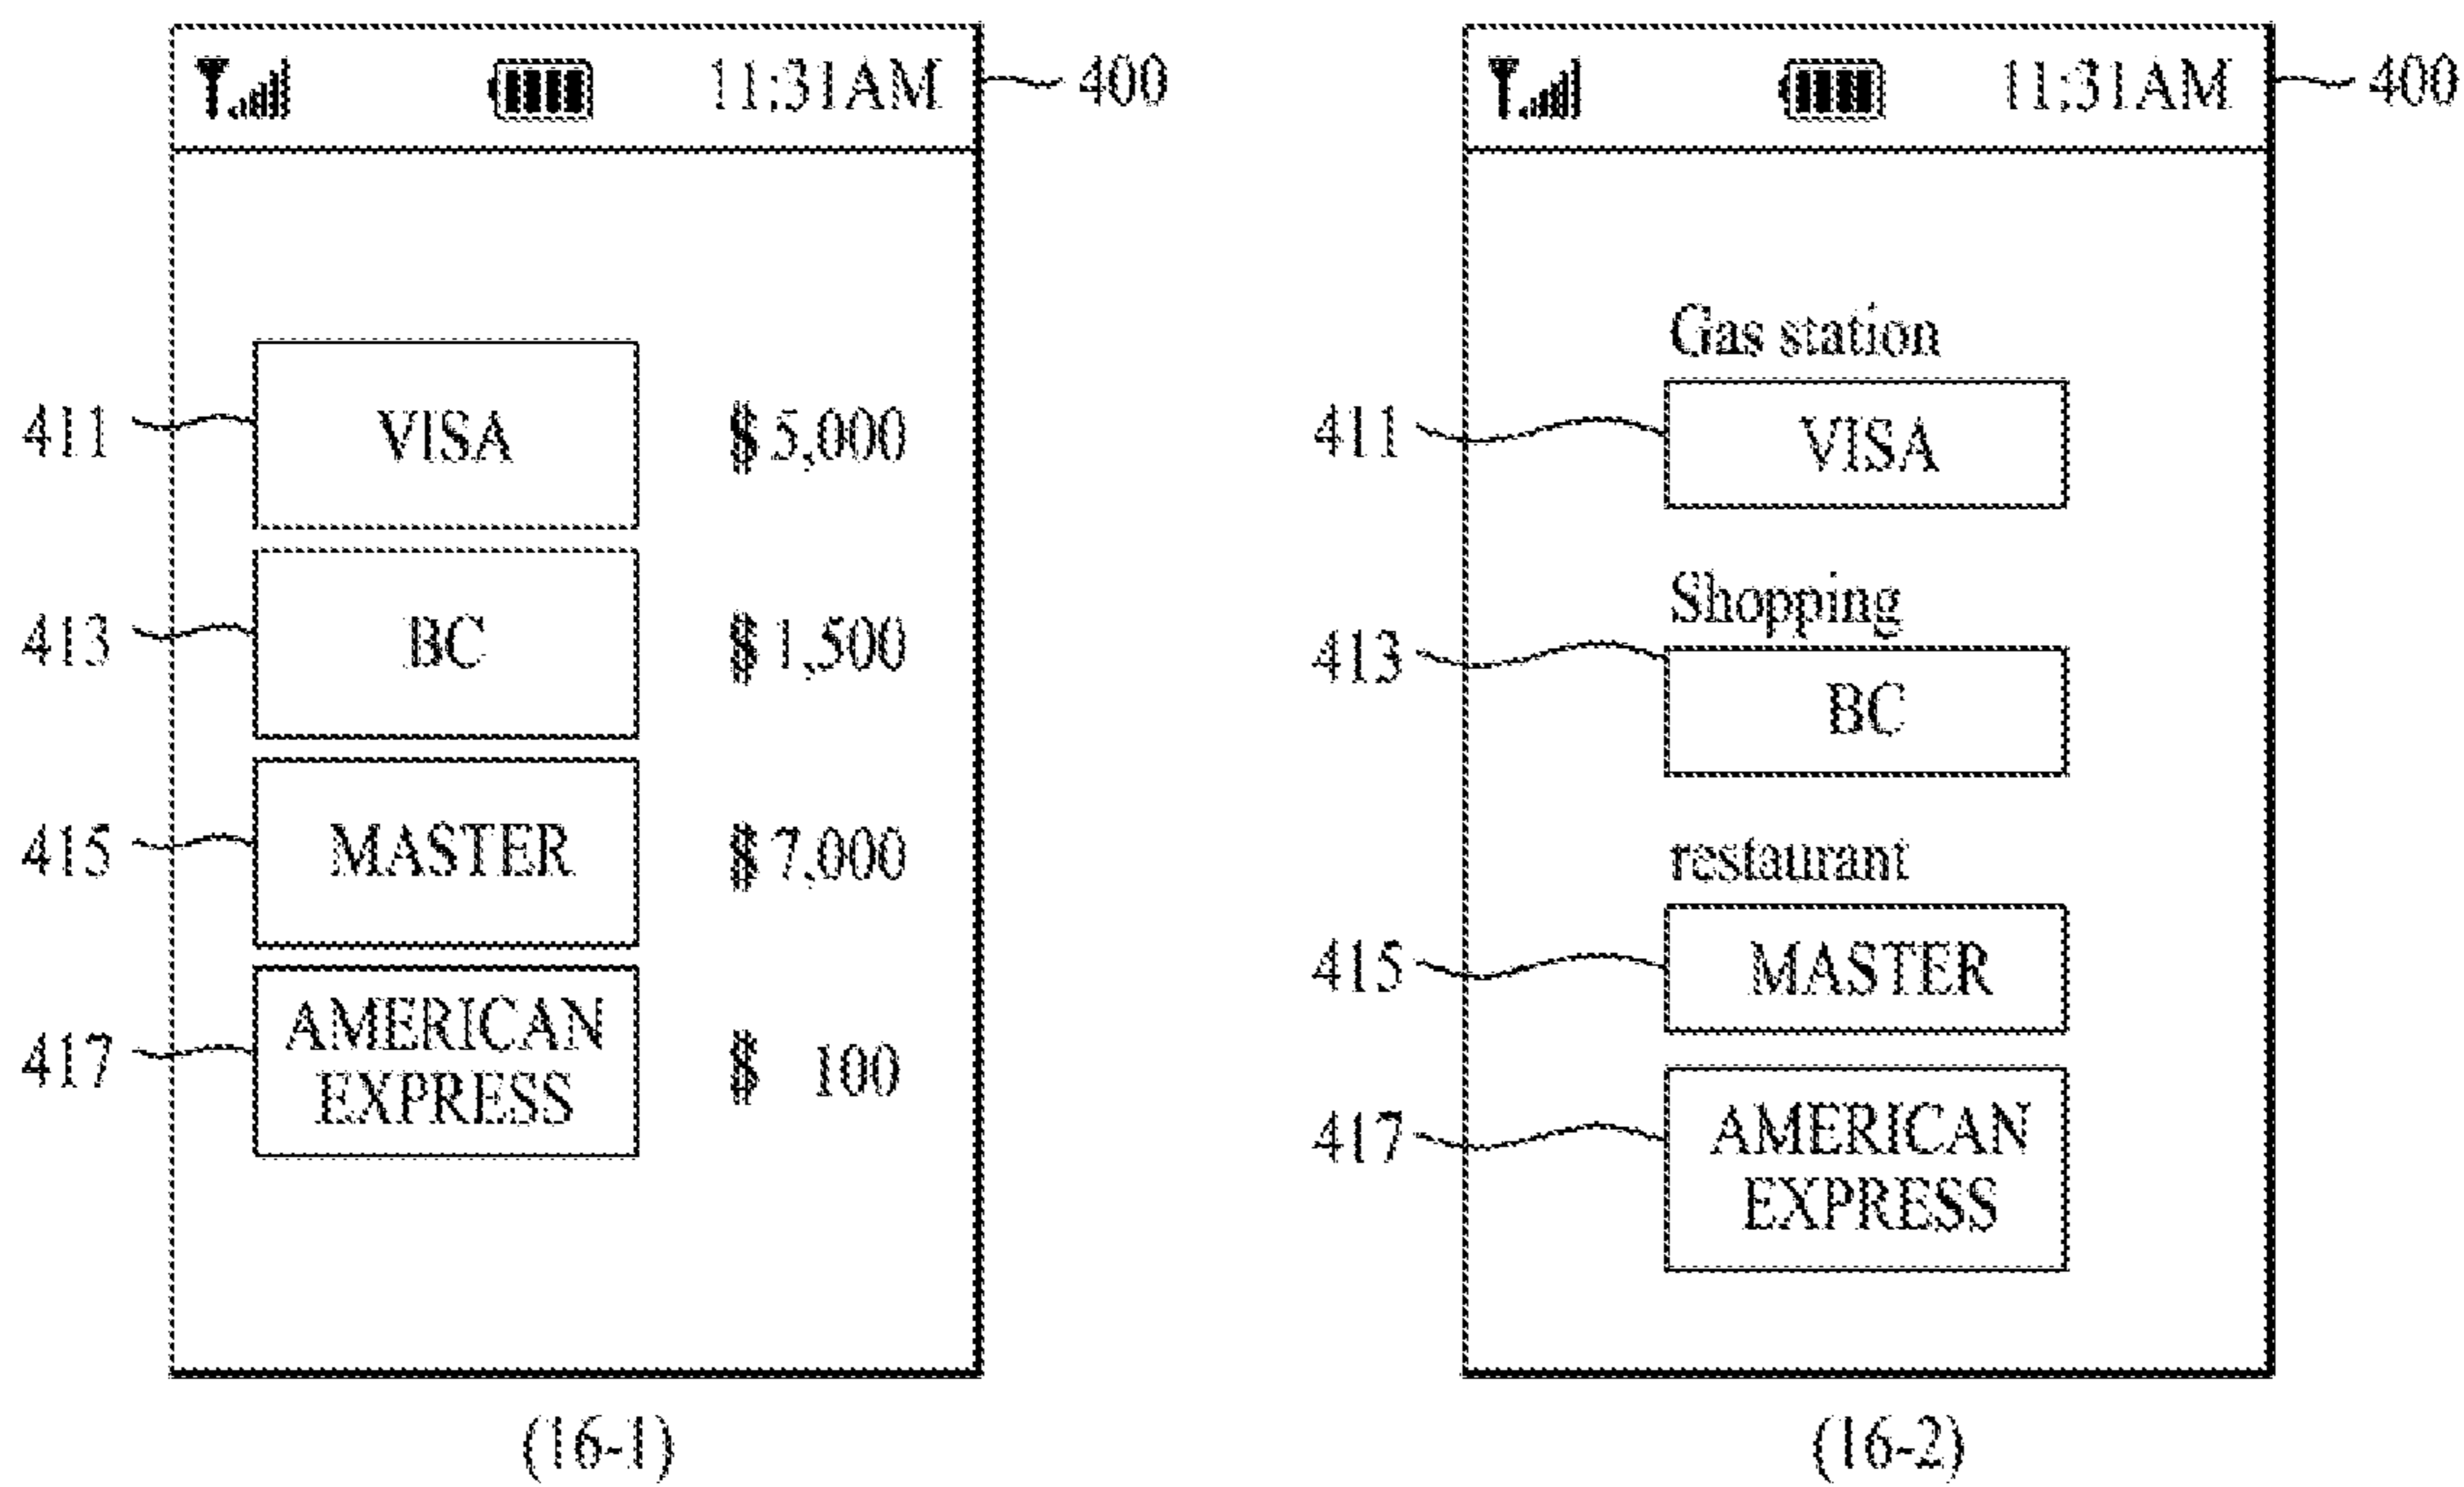 11:31AM 400
411 VISA $ 5,000
413 BC $ 1,500
415 MASTER $ 7,000
417 AMERICAN
EXPRESS $ 100
(16-1)
11:31AM 400
Gas station
411 VISA
Shopping
413 BC
restaurant
415 MASTER
417 AMERICAN
EXPRESS
(16-2)